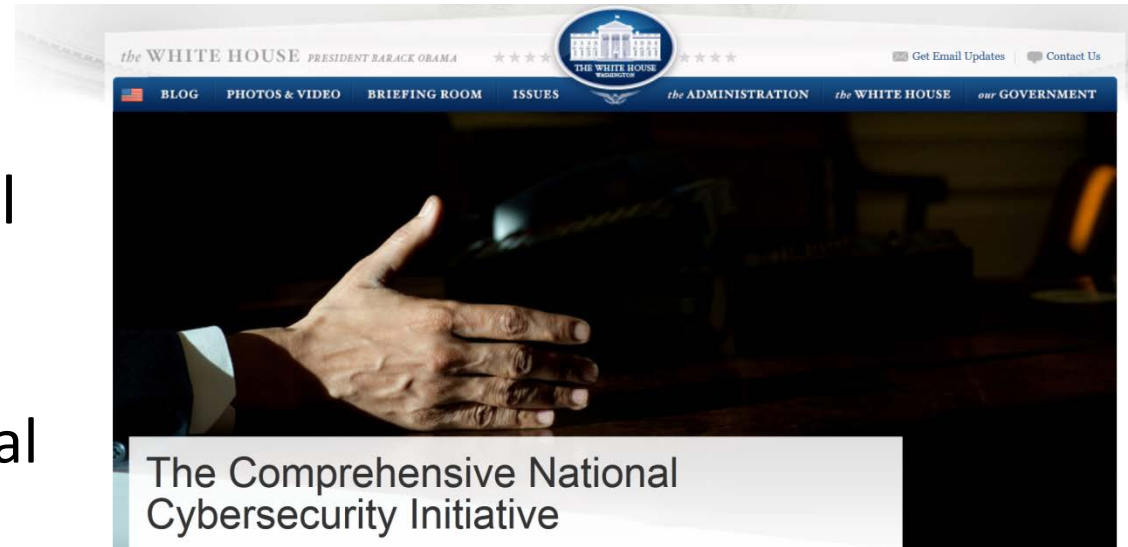 the WHITE HOUSE PRESIDENT BARACK OBAMA
THE WHITE HOUSE
WASHINGTON
Get Email Updates
Contact Us
BLOG PHOTOS & VIDEO BRIEFING ROOM ISSUES the ADMINISTRATION the WHITE HOUSE our GOVERNMENT
l
al
The Comprehensive National
Cybersecurity Initiative